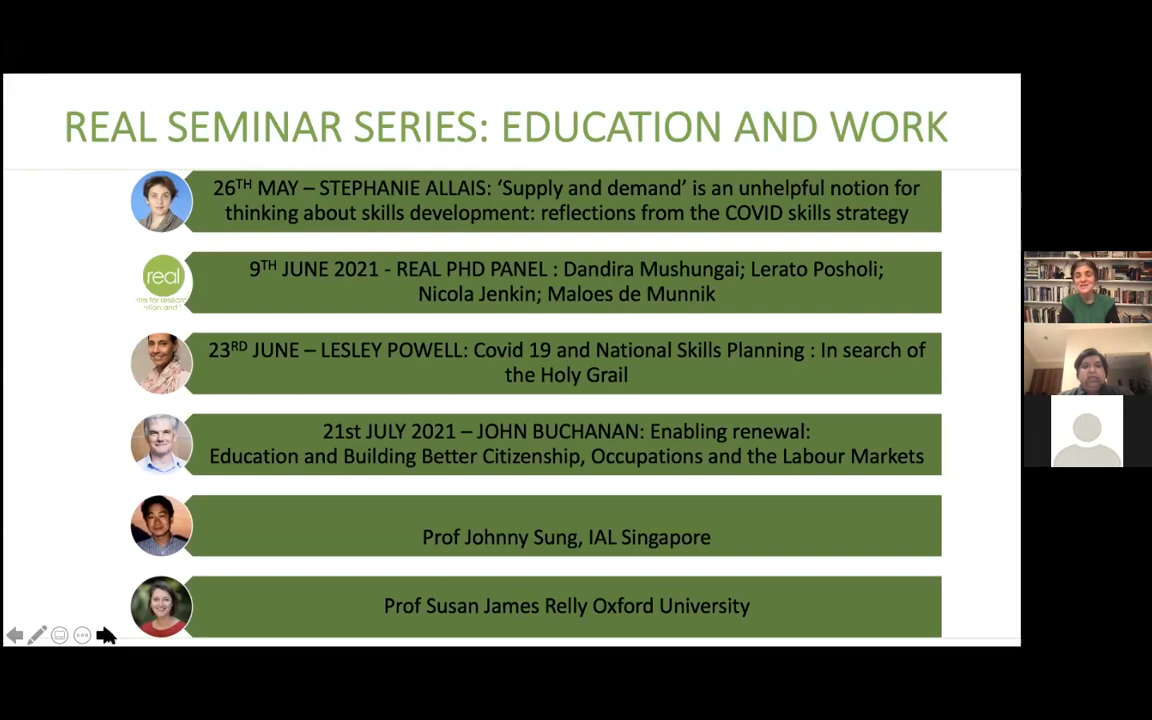 REAL SEMINAR SERIES: EDUCATION AND WORK
26TH MAY – STEPHANIE ALLAIS: ‘Supply and demand’ is an unhelpful notion for
thinking about skills development: reflections from the COVID skills strategy
real
9TH JUNE 2021 - REAL PHD PANEL : Dandira Mushungai; Lerato Posholi;
Nicola Jenkin; Maloes de Munnik
23RD JUNE – LESLEY POWELL: Covid 19 and National Skills Planning : In search of
the Holy Grail
21st JULY 2021 – JOHN BUCHANAN: Enabling renewal:
Education and Building Better Citizenship, Occupations and the Labour Markets
Prof Johnny Sung, IAL Singapore
Prof Susan James Relly Oxford University